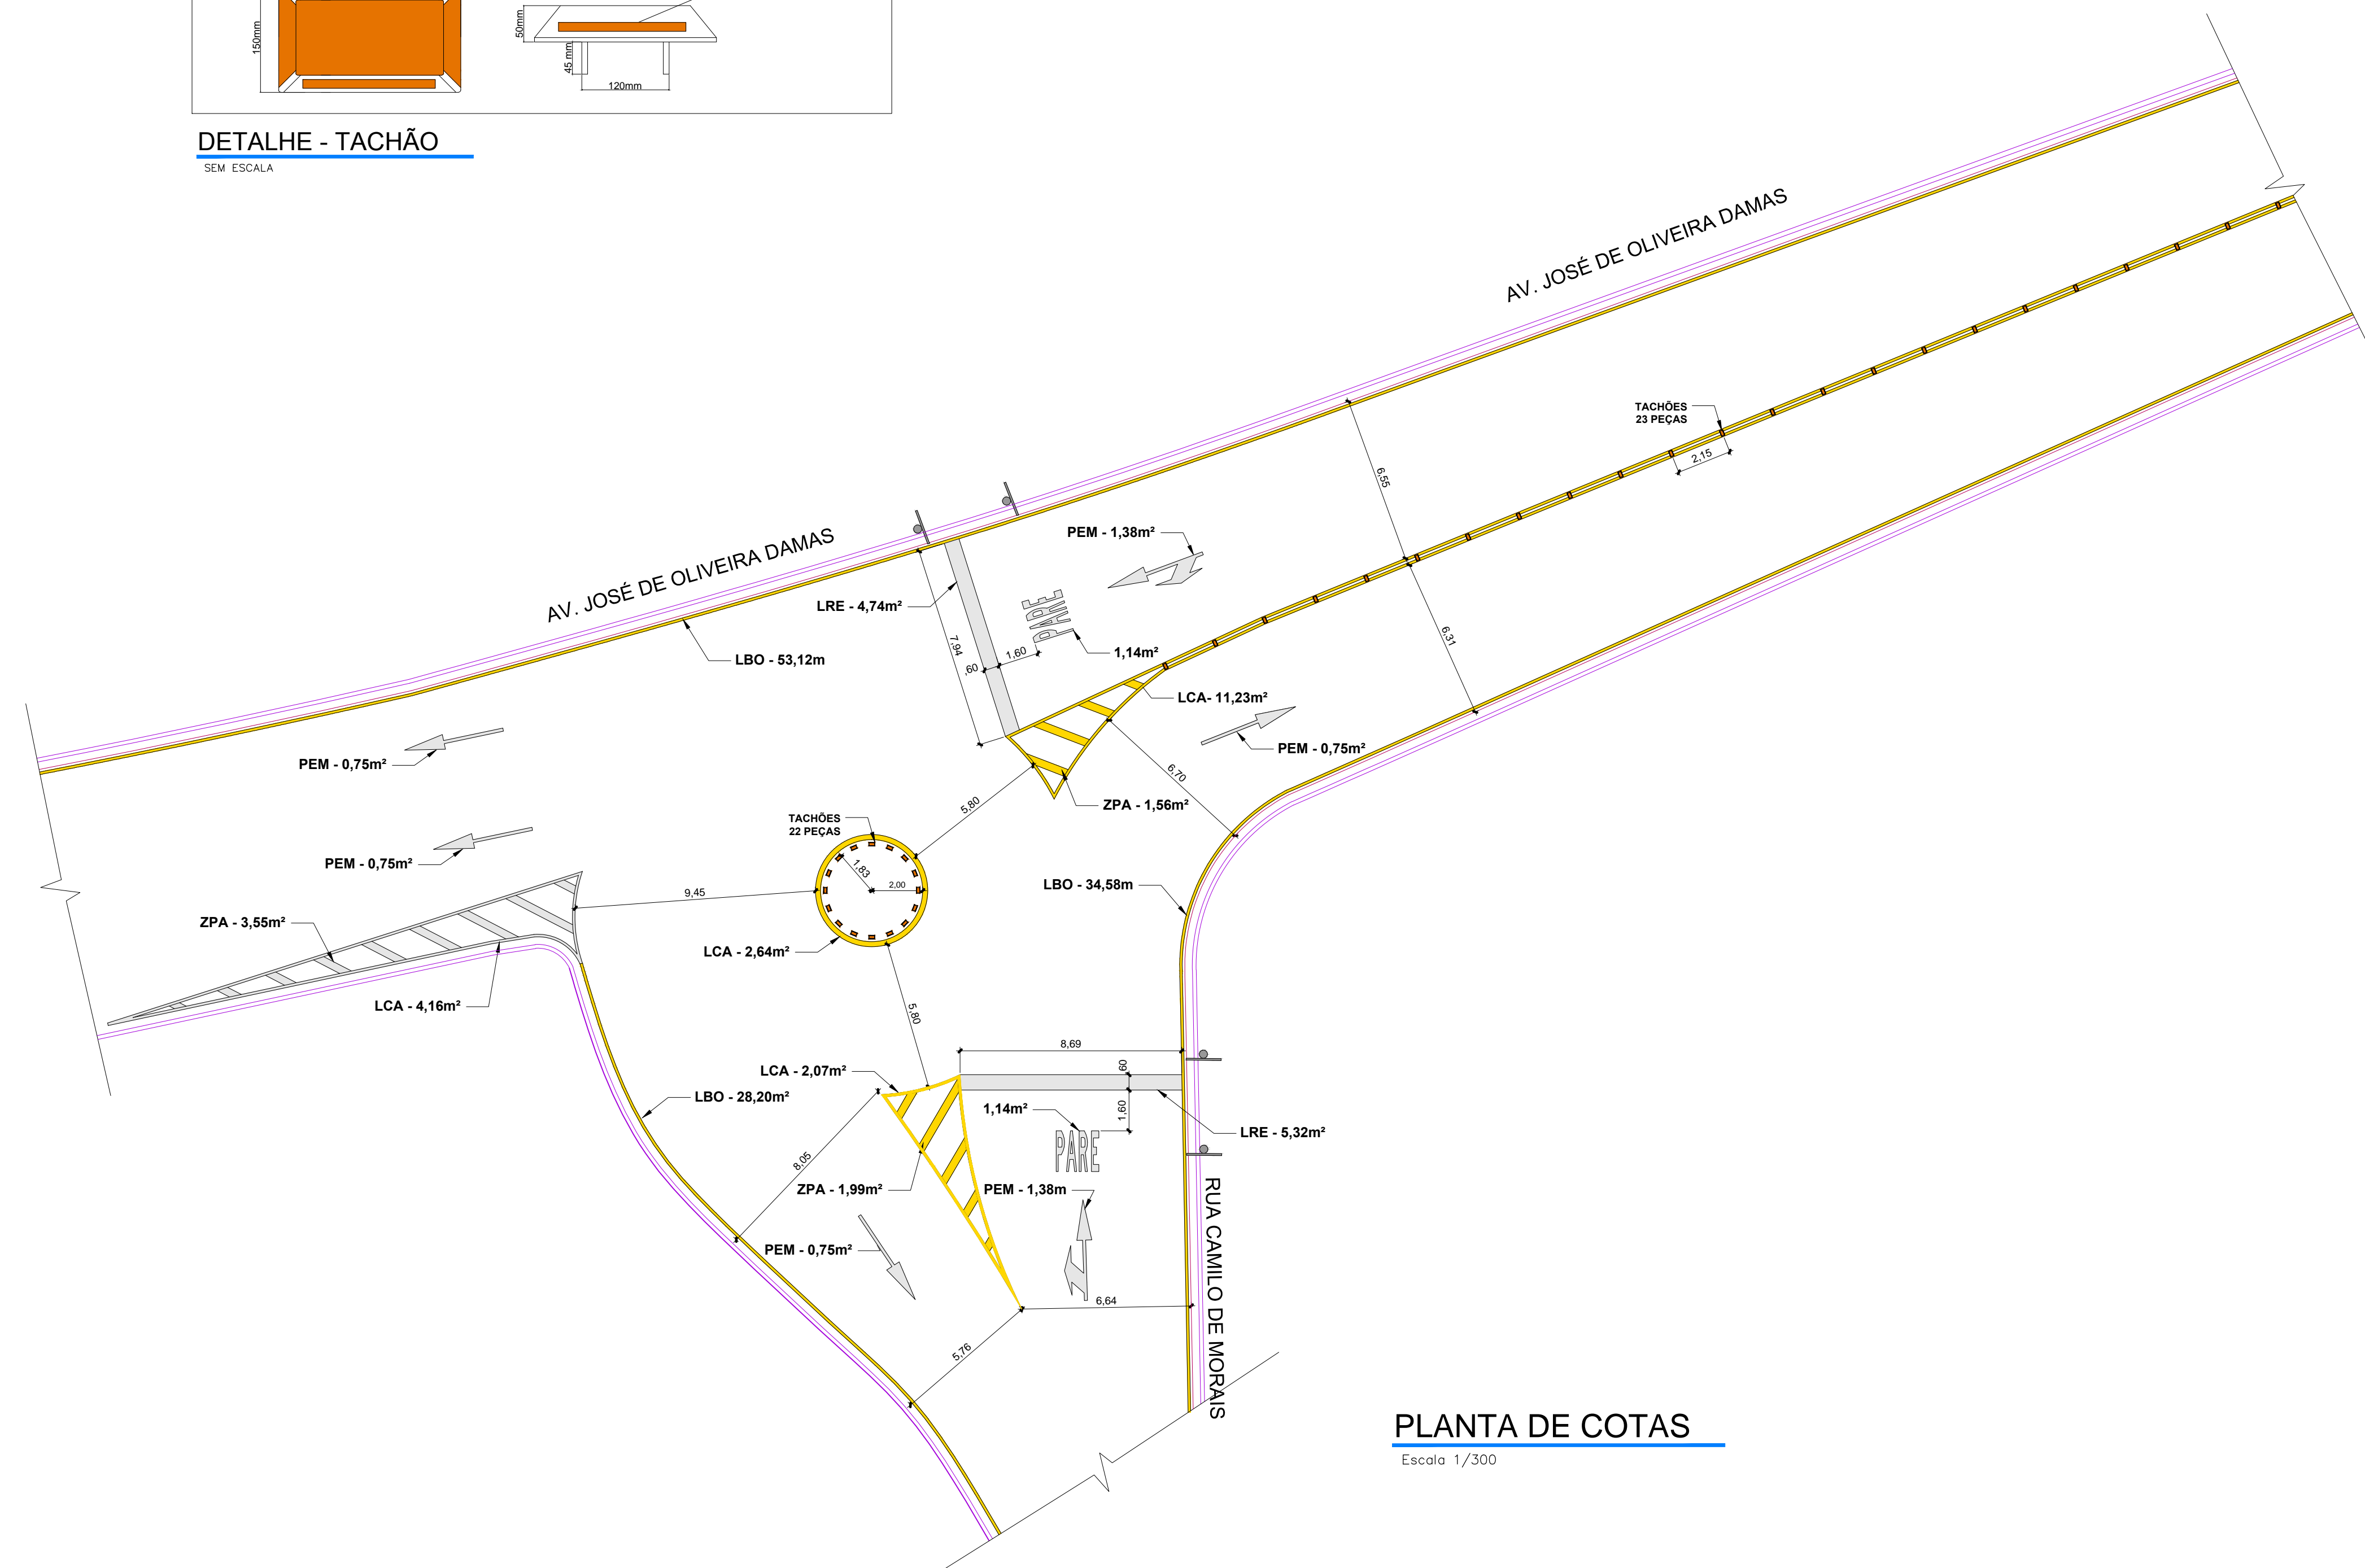 150mm
50mm
45 mm
120mm
DETALHE - TACHÃO
SEM ESCALA
AV. JOSÉ DE OLIVEIRA DAMAS
TACHÕES
23 PEÇAS
2,15
6,55
6,31
AV. JOSÉ DE OLIVEIRA DAMAS
PEM - 1,38m²
LRE - 4,74m²
PARE
7,94
,60
1,60
1,14m²
LBO - 53,12m
LCA- 11,23m²
PEM - 0,75m²
PEM - 0,75m²
6,70
5,80
ZPA - 1,56m²
TACHÕES
22 PEÇAS
PEM - 0,75m²
1,83
2,00
9,45
LBO - 34,58m
ZPA - 3,55m²
LCA - 2,64m²
LCA - 4,16m²
5,80
8,69
LCA - 2,07m²
,60
LBO - 28,20m²
1,14m²
1,60
LRE - 5,32m²
PARE
8,05
ZPA - 1,99m²
PEM - 1,38m
PEM - 0,75m²
RUA CAMILO DE MORAIS
6,64
5,76
PLANTA DE COTAS
Escala 1/300